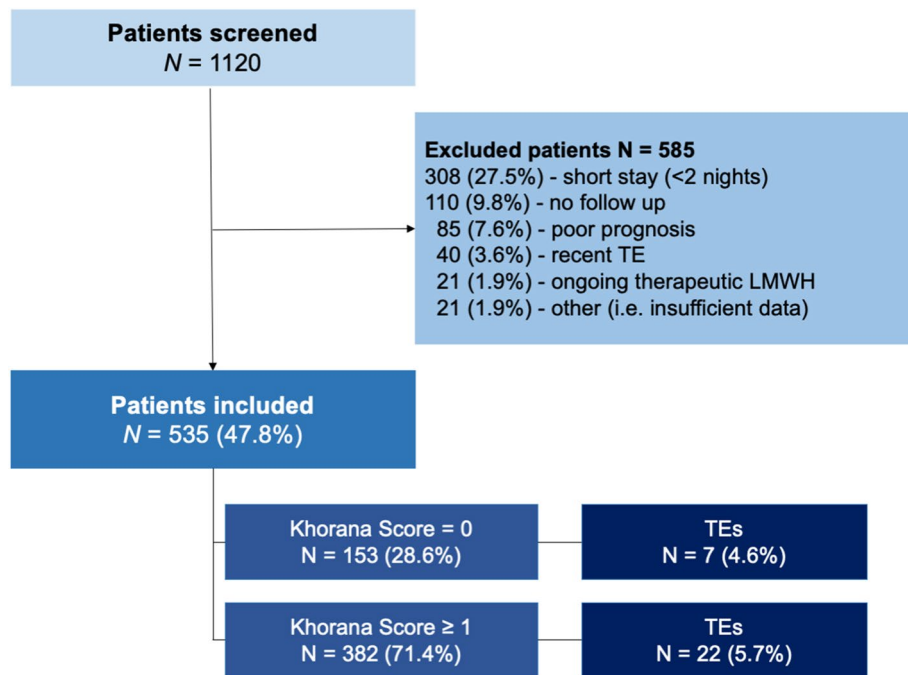 Patients screened
N = 1120
Excluded patients N = 585
308 (27.5%) - short stay (<2 nights)
110 (9.8%) - no follow up
85 (7.6%) - poor prognosis
40 (3.6%) - recent TE
21 (1.9%) - ongoing therapeutic LMWH
21 (1.9%) - other (i.e. insufficient data)
Patients included
N = 535 (47.8%)
Khorana Score = 0
N = 153 (28.6%)
TEs
N = 7 (4.6%)
Khorana Score ≥ 1
N = 382 (71.4%)
TEs
N = 22 (5.7%)